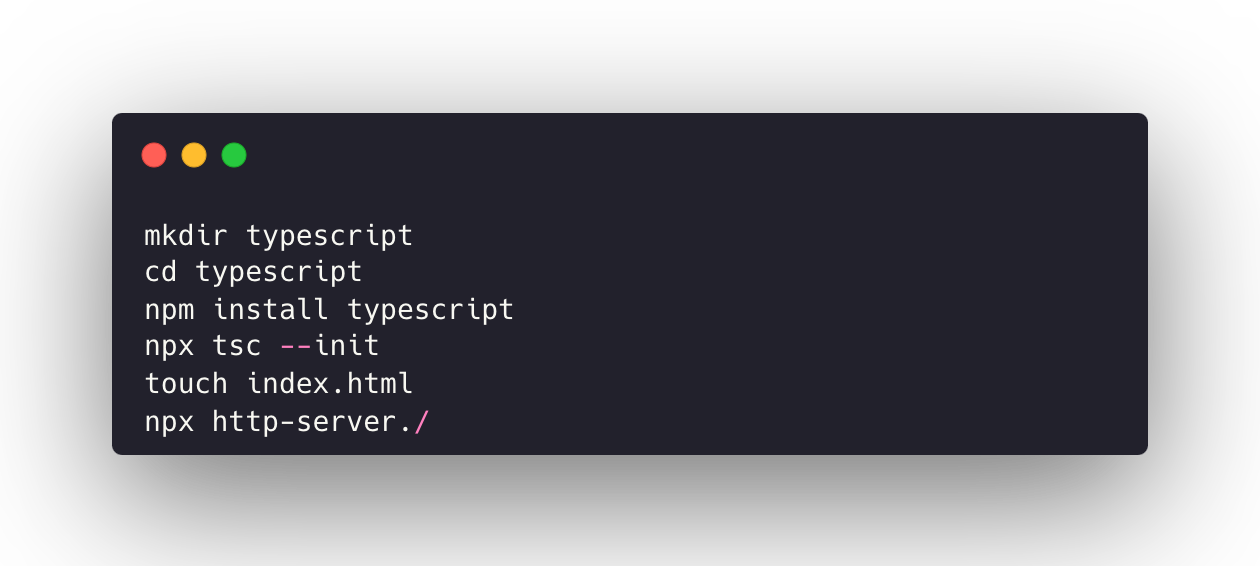 mkdir typescript
cd typescript
npm install typescript
npx tsc --init
touch index.html
npx http-server./